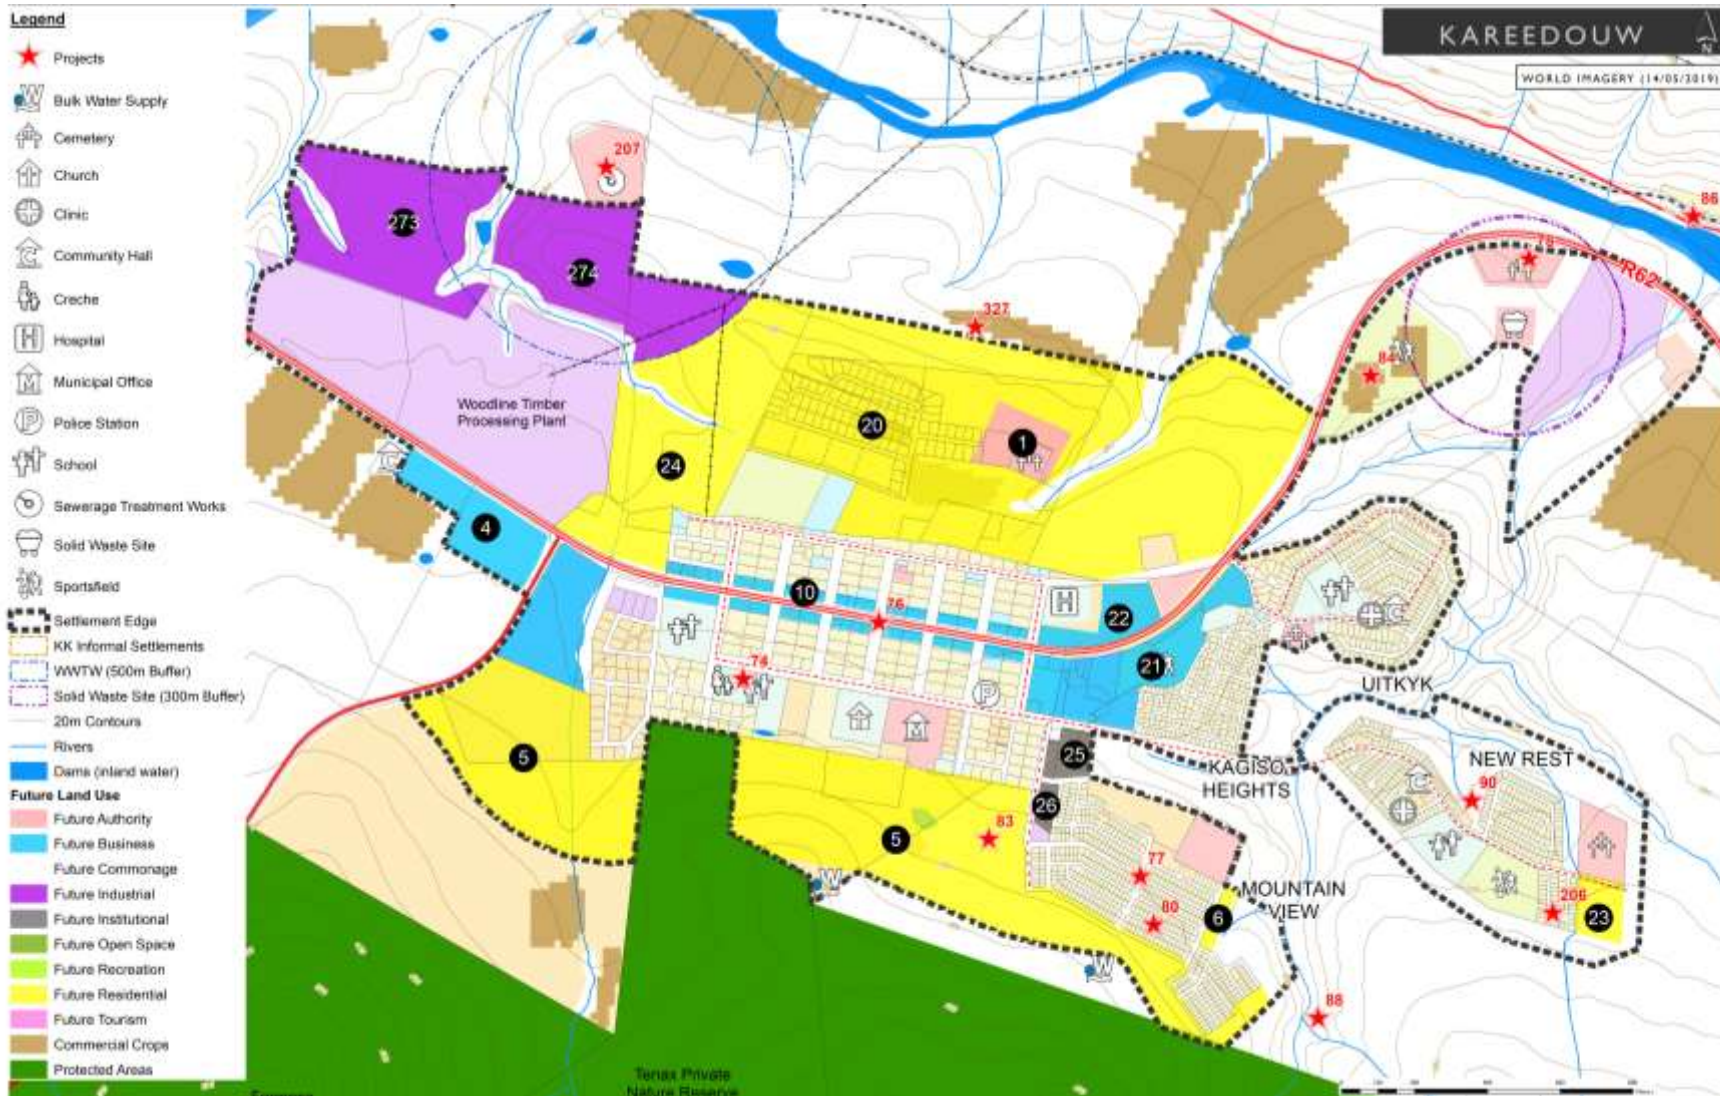 Legend
Projects
Bulk Water Supply
Cemetery
Church
Clinic
Community Hall
Creche
Hospital
Municipal Office
Police Station
School
Sewerage Treatment Works
Solid Waste Site
Sportsfield
Settlement Edge
KK Informal Settlements
WWTW (500m Buffer)
Solid Waste Site (300m Buffer)
20m Contours
Rivers
Dams (inland water)
Future Land Use
Future Authority
Future Business
Future Commonage
Future Industrial
Future Institutional
Future Open Space
Future Recreation
Future Residential
Future Tourism
Commercial Crops
Protected Areas
KAREEDOUW
N
WORLD IMAGERY (14/05/2019)
207
86
273
274
R62
327
84
Woodline Timber
Processing Plant
20
1
24
4
10
76
H
22
21
74
P
M
UITKYK
5
25
KAGISO
HEIGHTS
NEW REST
90
26
5
83
77
80
W
MOUNTAIN
VIEW
6
206
23
W
88
Tenax Private
Nature Reserve